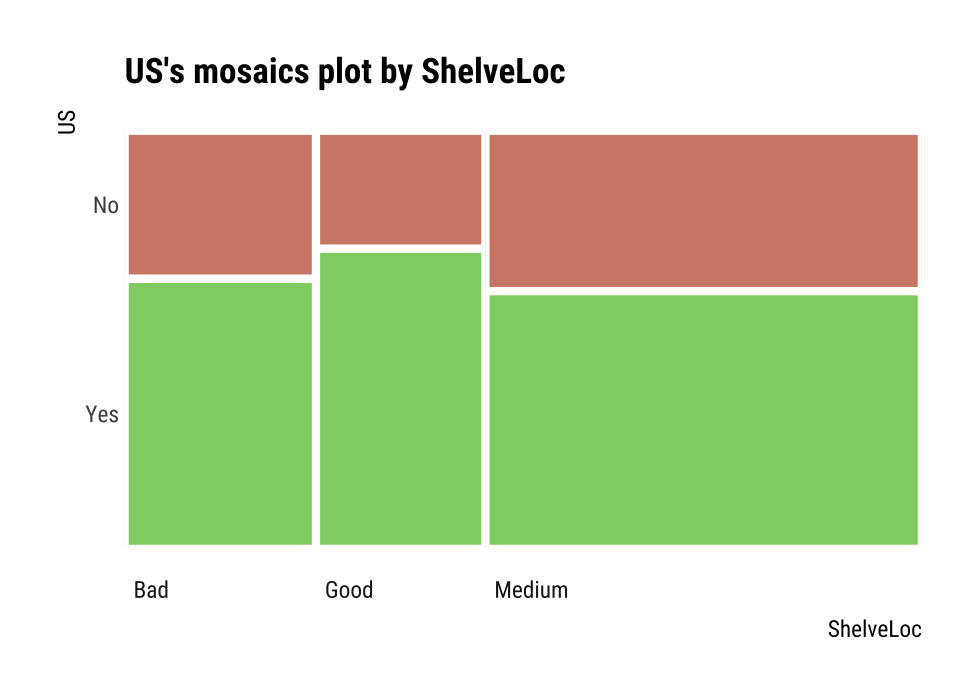 US's mosaics plot by ShelveLoc
US
No
Yes
Bad
Good
Medium
ShelveLoc